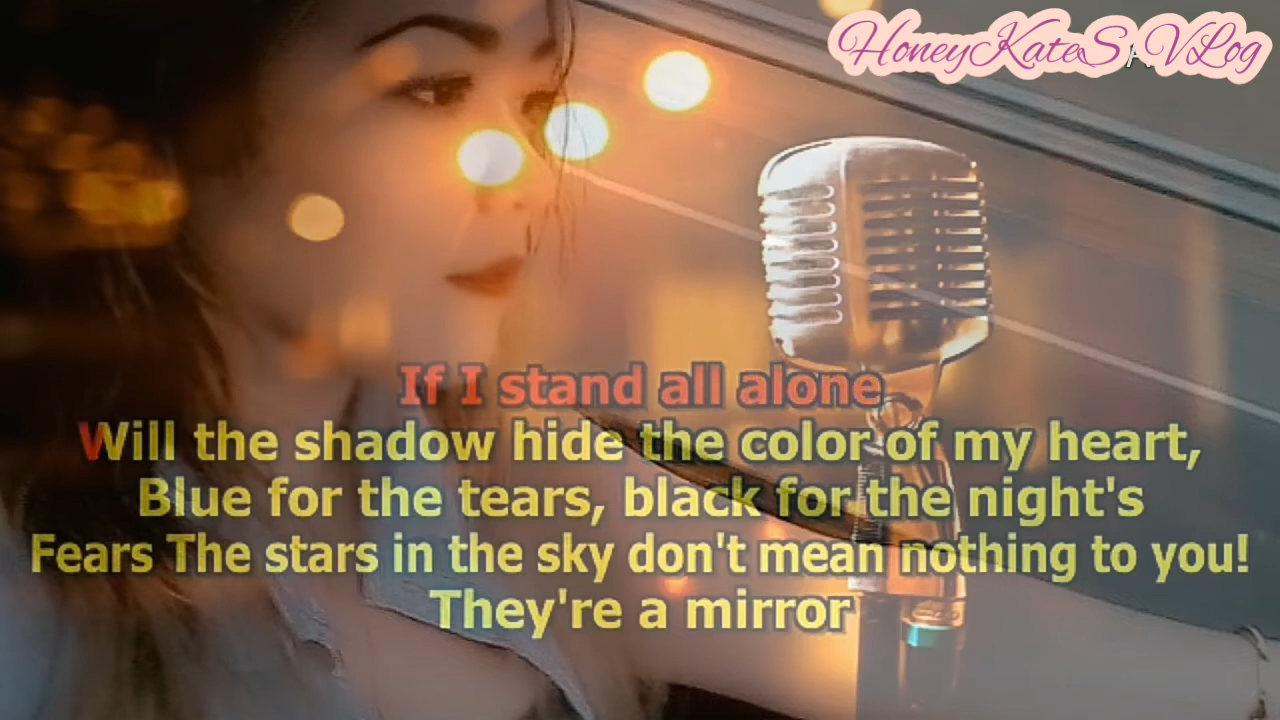 HoneyKateS VLog
If I stand all alone
Will the shadow hide the color of my heart,
Blue for the tears, black for the night's
Fears The stars in the sky don't mean nothing to you!
They're a mirror